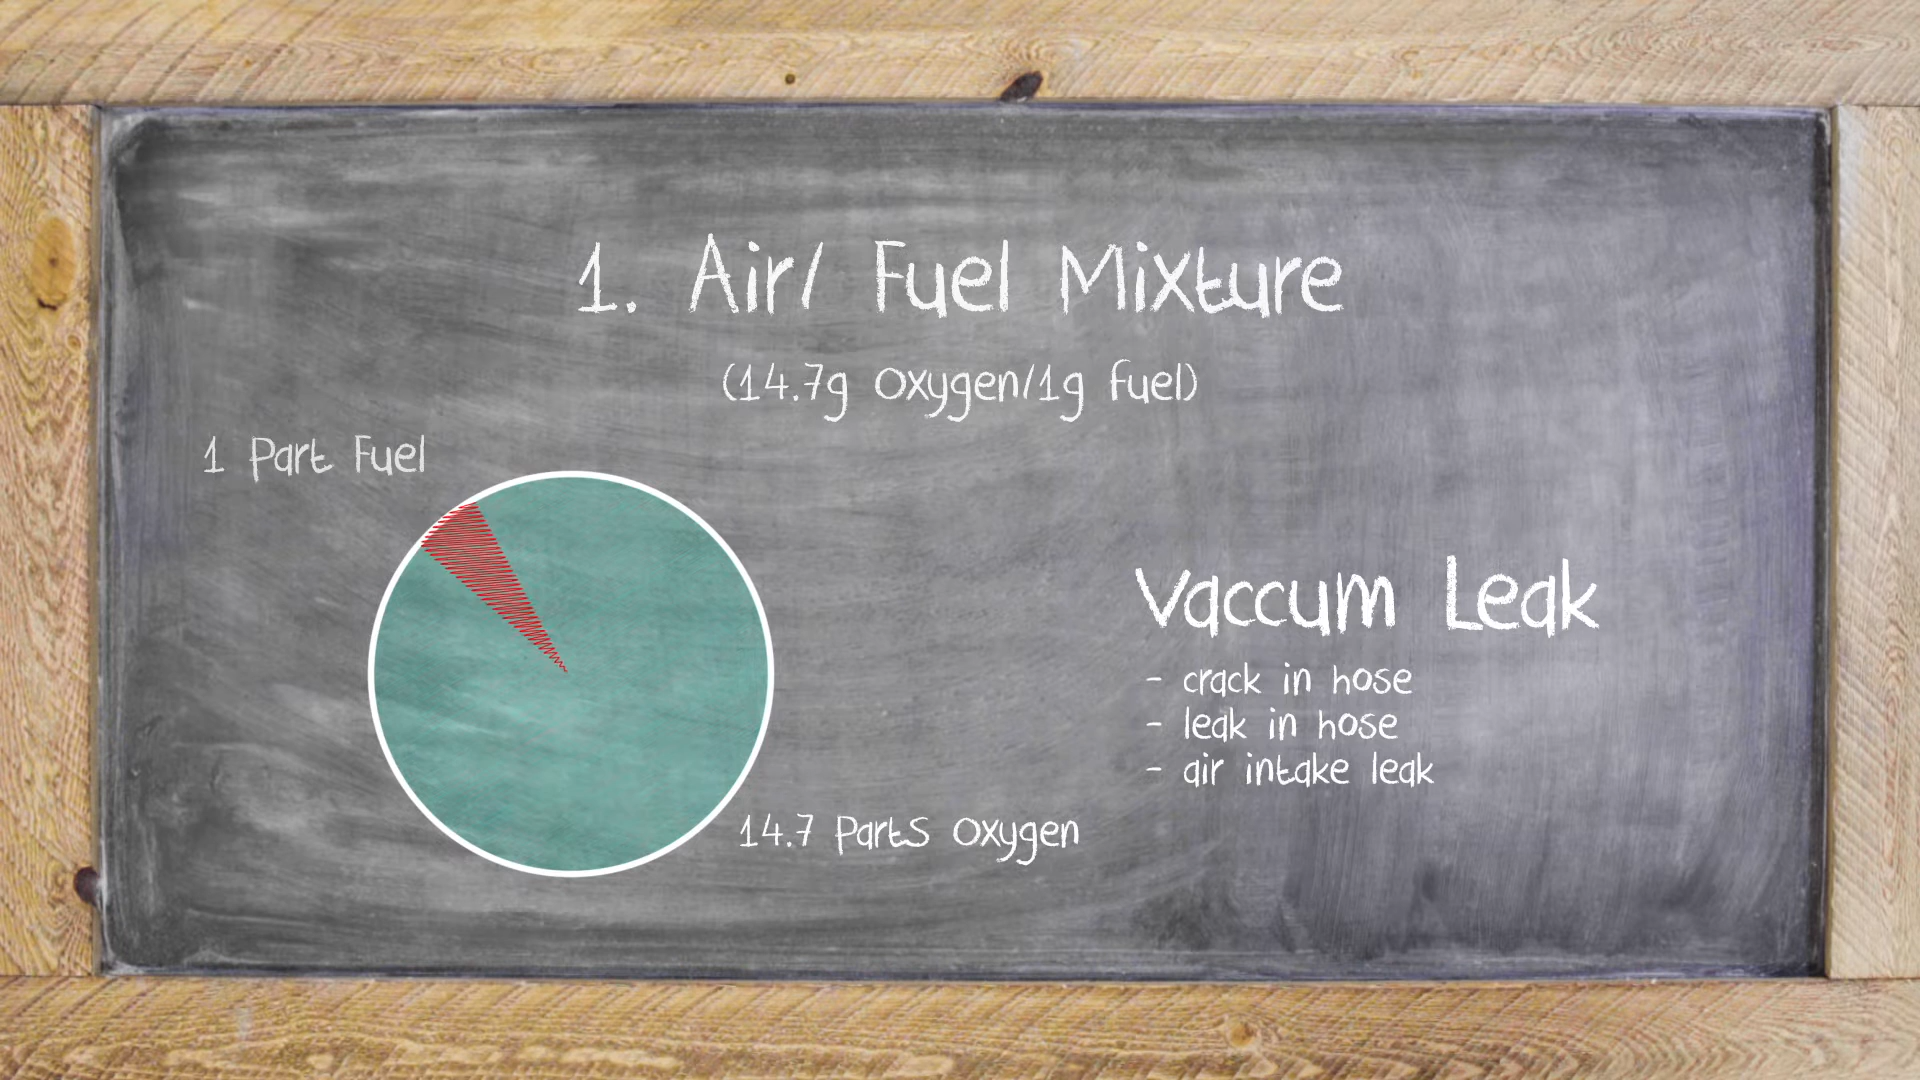 1. Air/ Fuel Mixture
(14.7g Oxygen/1g fuel)
1 Part Fuel
14.7 Parts Oxygen
Vaccum Leak
- crack in hose
- leak in hose
- air intake leak